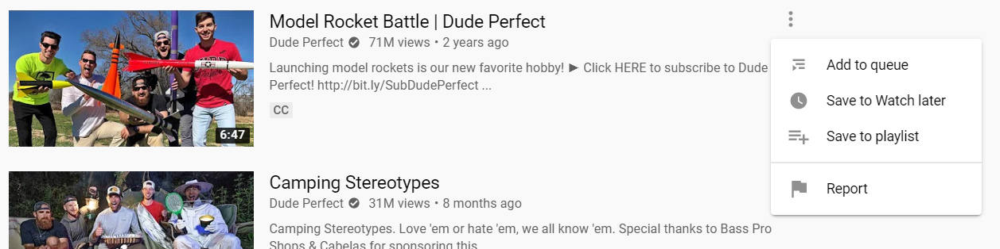 Model Rocket Battle | Dude Perfect
Dude Perfect 71M views • 2 years ago
Launching model rockets is our new favorite hobby! ► Click HERE to subscribe to Dude
Perfect! http://bit.ly/SubDudePerfect ...
CC
6:47
Add to queue
Save to Watch later
Save to playlist
Report
Camping Stereotypes
Dude Perfect 31M views • 8 months ago
Camping Stereotypes. Love 'em or hate 'em, we all know 'em. Special thanks to Bass Pro
Shops & Cabelas for sponsoring this